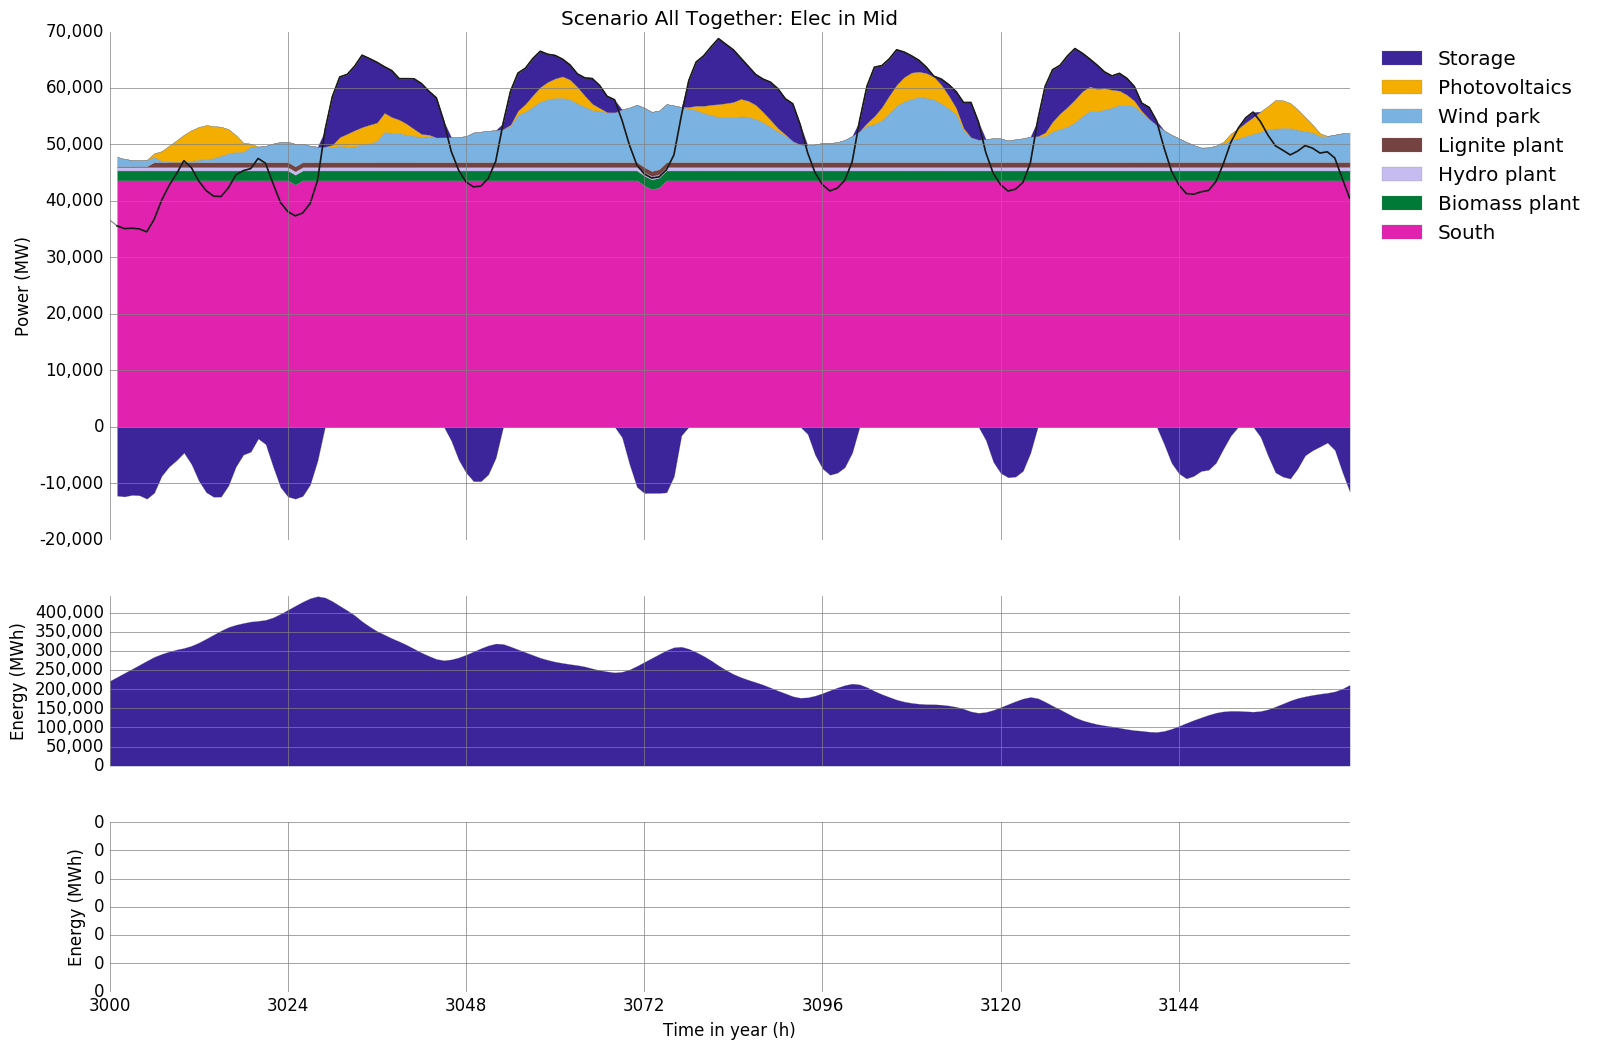 Scenario All Together: Elec in Mid
70,000
60,000
50,000
40,000
30,000
20,000
10,000
0
-10,000
-20,000
Power (MW)
Storage
Photovoltaics
Wind park
Lignite plant
Hydro plant
Biomass plant
South
400,000
350,000
300,000
250,000
200,000
150,000
100,000
50,000
0
Energy (MWh)
0
0
0
0
0
0
0
Energy (MWh)
3000 3024 3048 3072 3096 3120 3144
Time in year (h)